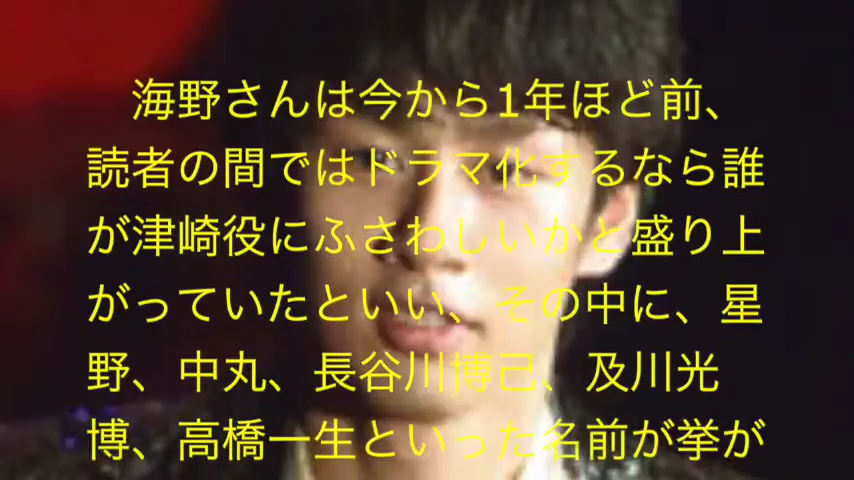 海野さんは今から1年ほど前、
読者の間ではドラマ化するなら誰
が津崎役にふさわしいかと盛り上
がっていたといい、その中に、星
野、中丸、長谷川博己、及川光
博、高橋一生といった名前が挙が